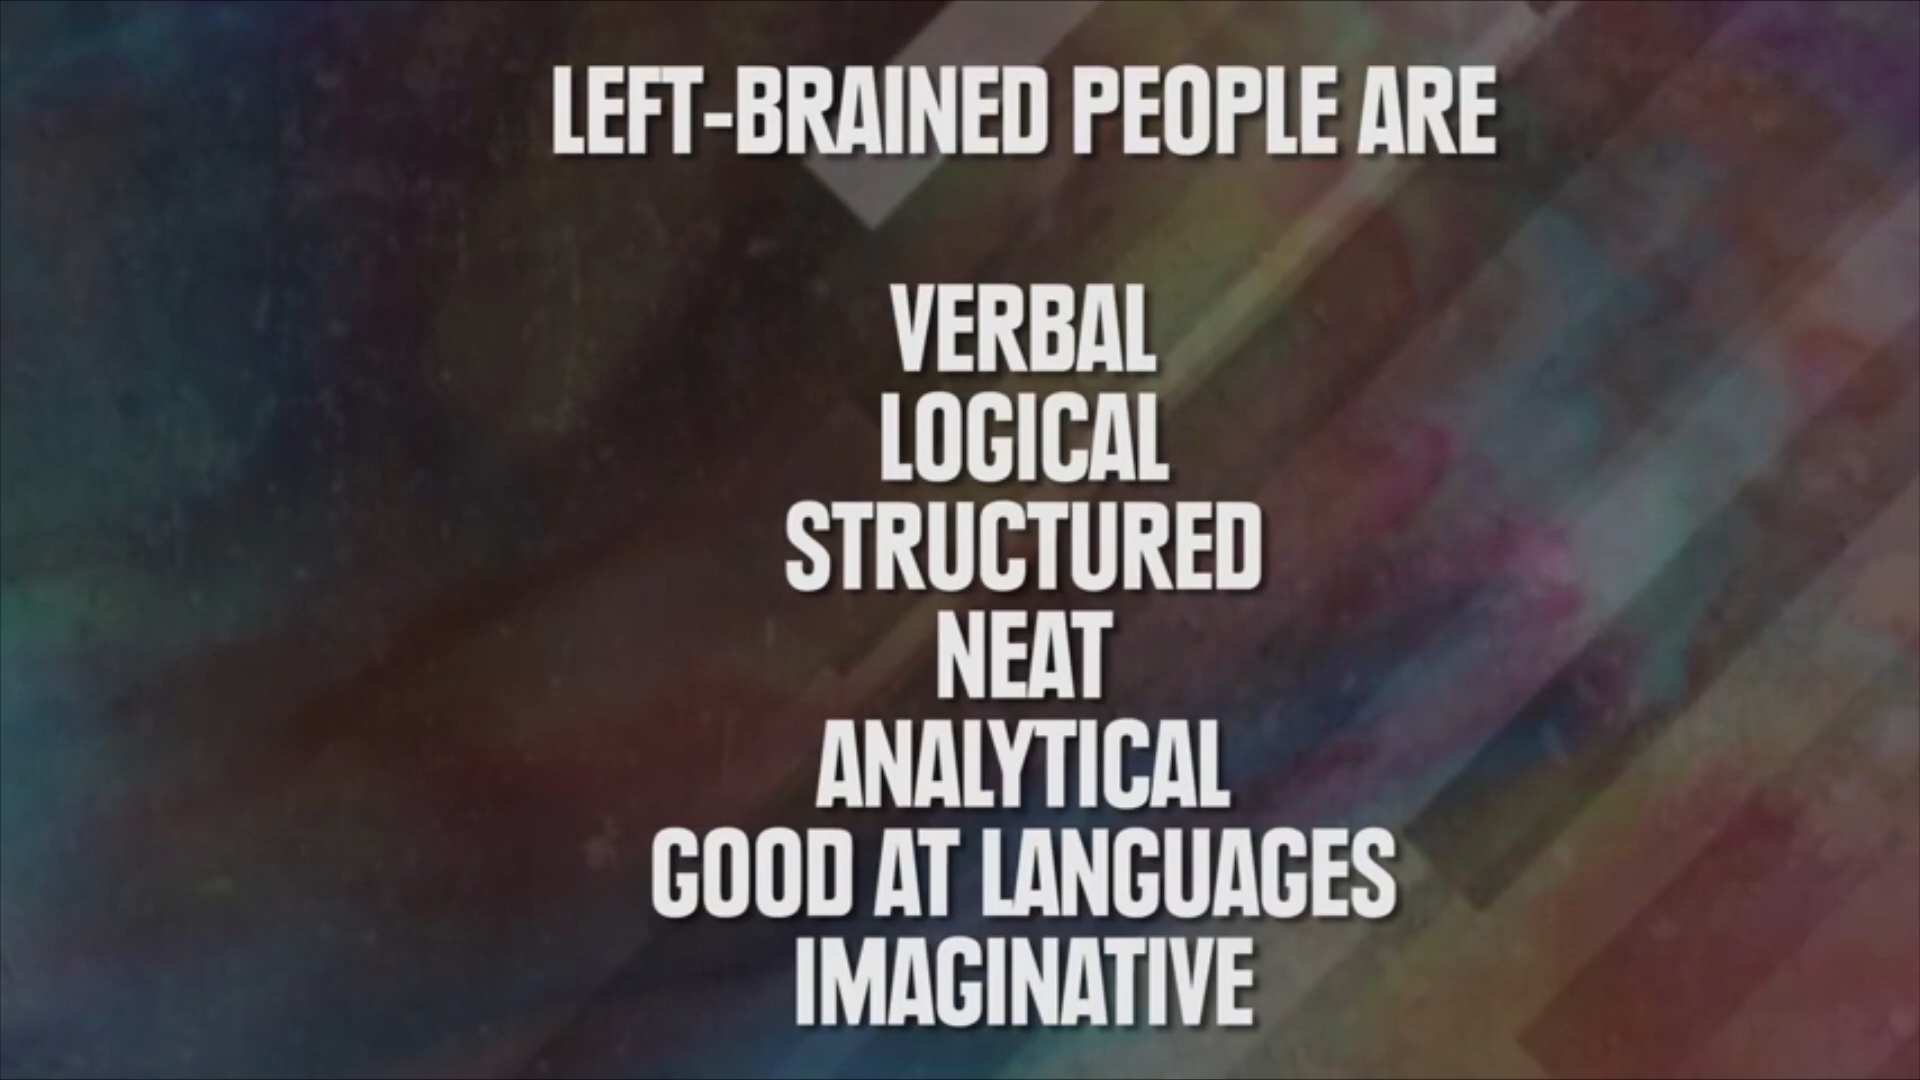 LEFT-BRAINED PEOPLE ARE
VERBAL
LOGICAL
STRUCTURED
NEAT
ANALYTICAL
GOOD AT LANGUAGES
IMAGINATIVE